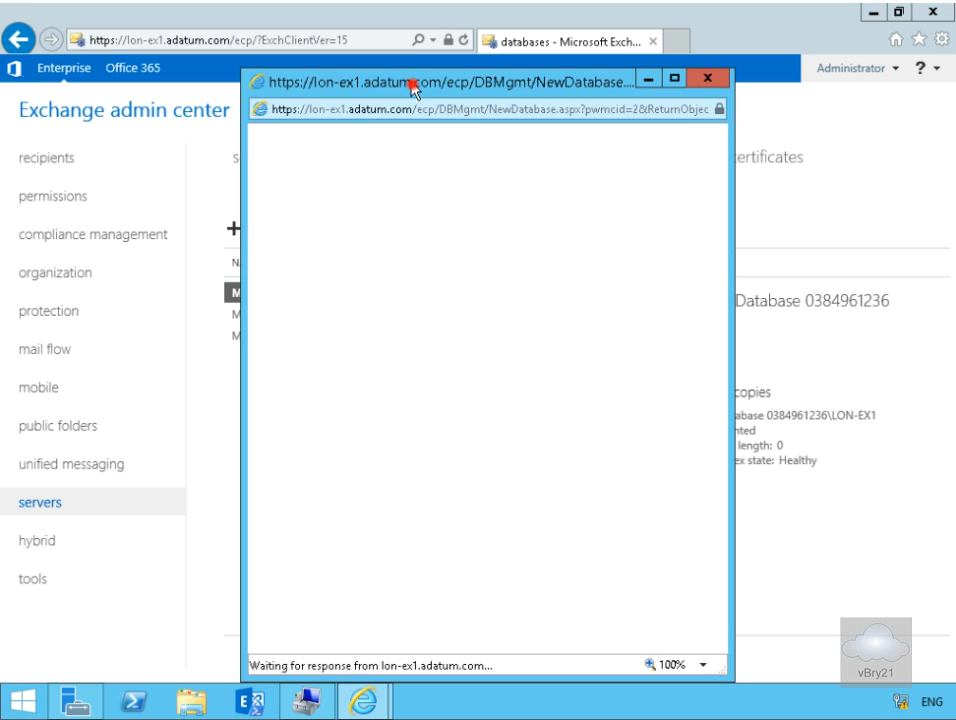 https://lon-ex1.adatum.com/ecp/?ExchClientVer=15
databases - Microsoft Exch...
Enterprise Office 365
Administrator ?
https://lon-ex1.adatum.com/ecp/DBMgmt/NewDatabase....
https://lon-ex1.adatum.com/ecp/DBMgmt/NewDatabase.aspx?pwmcid=2&ReturnObjec
Exchange admin center
recipients
permissions
compliance management
organization
protection
mail flow
mobile
public folders
unified messaging
servers
hybrid
tools
s
ertificates
N
M
M
M
Database 0384961236
copies
abase 0384961236\LON-EX1
nted
length: 0
ex state: Healthy
Waiting for response from lon-ex1.adatum.com...
100%
vBry21
ENG